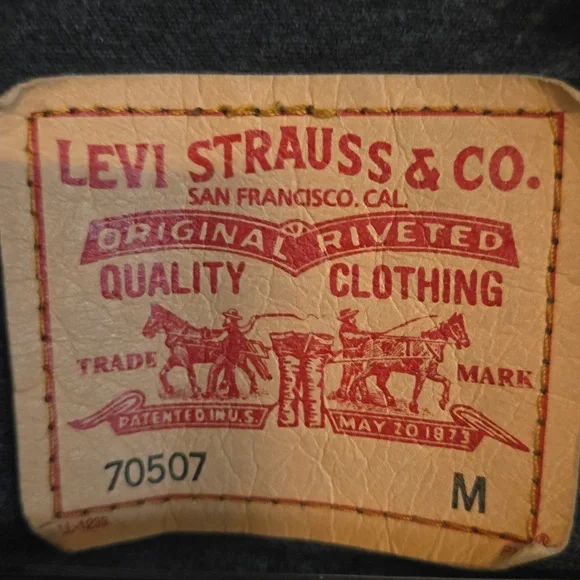 LEVI STRAUSS & CO.
SAN FRANCISCO. CAL.
ORIGINAL RIVETED
QUALITY CLOTHING
TRADE MARK
PATENTED IN U.S. MAY 20 1873
70507 M